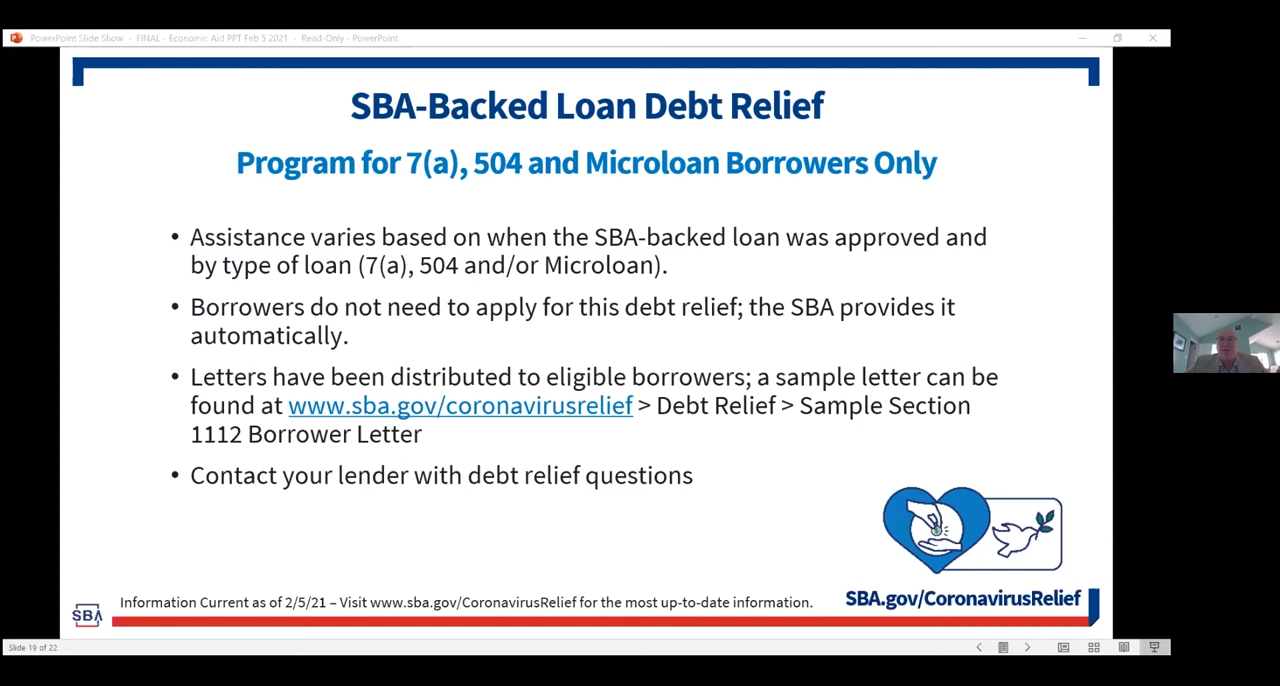 PowerPoint Slide Show - FINAL - Economic Aid PPT Feb 5 2021 - Read-Only - PowerPoint
SBA-Backed Loan Debt Relief
Program for 7(a), 504 and Microloan Borrowers Only
• Assistance varies based on when the SBA-backed loan was approved and
by type of loan (7(a), 504 and/or Microloan).
• Borrowers do not need to apply for this debt relief; the SBA provides it
automatically.
• Letters have been distributed to eligible borrowers; a sample letter can be
found at www.sba.gov/coronavirusrelief > Debt Relief > Sample Section
1112 Borrower Letter
• Contact your lender with debt relief questions
SBA
Information Current as of 2/5/21 – Visit www.sba.gov/CoronavirusRelief for the most up-to-date information.
SBA.gov/CoronavirusRelief
Slide 19 of 22